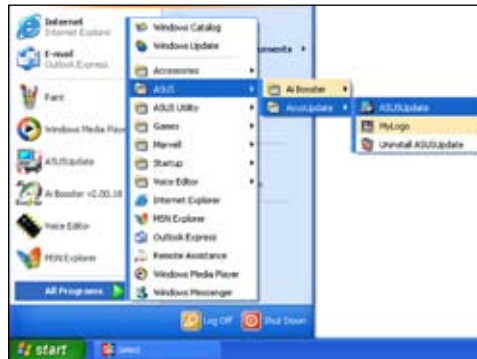 Internet
Internet Explorer
E-mail
Outlook Express
Paint
Windows Media Player
ASUSUpdate
Ai Booster v2.00.18
Voice Editor
MSN Explorer
All Programs
Windows Catalog
Windows Update
Accessories
ASUS
ASUS Utility
Games
Marvell
Startup
Voice Editor
Internet Explorer
MSN Explorer
Outlook Express
Remote Assistance
Windows Media Player
Windows Messenger
Ai Booster
AsusUpdate
ASUSUpdate
MyLogo
Uninstall ASUSUpdate
Log Off
Shut Down
start